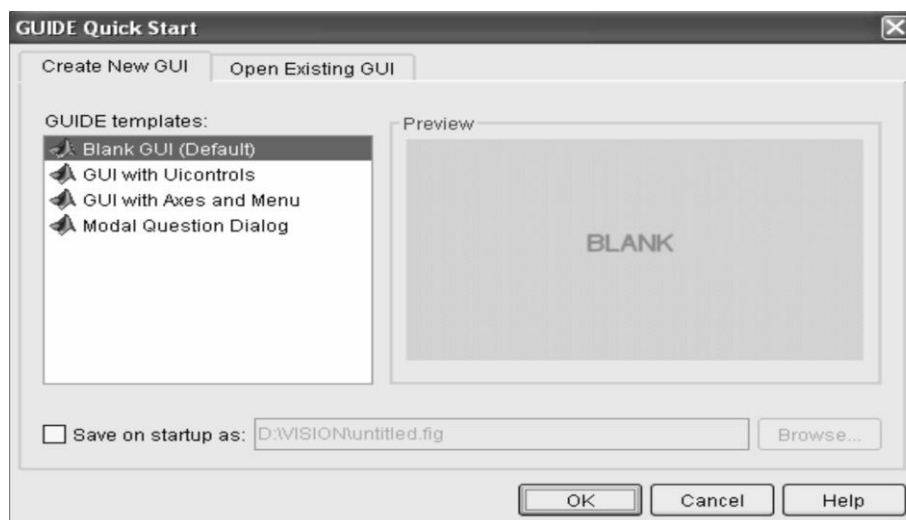 GUIDE Quick Start
Create New GUI
Open Existing GUI
GUIDE templates:
Blank GUI (Default)
GUI with Uicontrols
GUI with Axes and Menu
Modal Question Dialog
Preview
BLANK
Save on startup as:
D:\VISION\untitled.fig
Browse...
OK
Cancel
Help